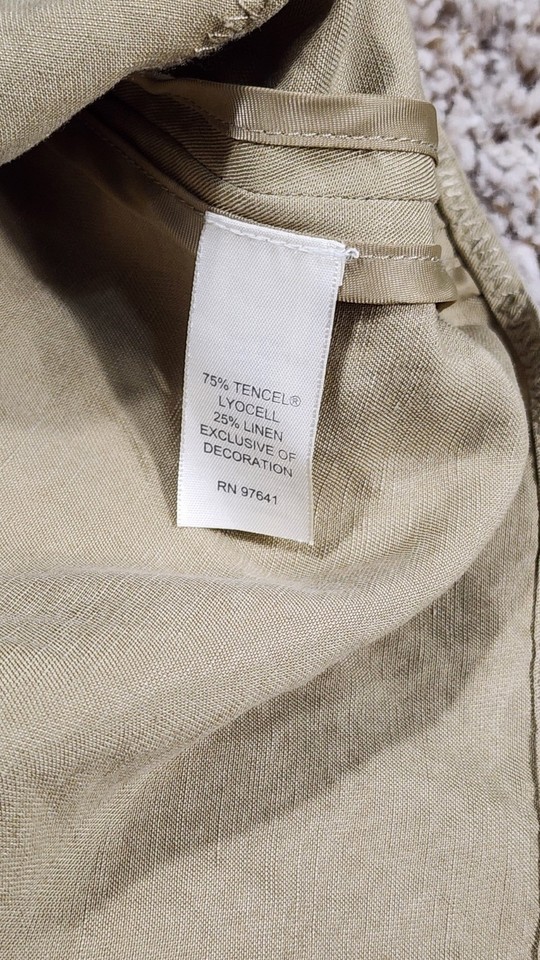 75% TENCEL®
LYOCELL
25% LINEN
EXCLUSIVE OF
DECORATION
RN 97641